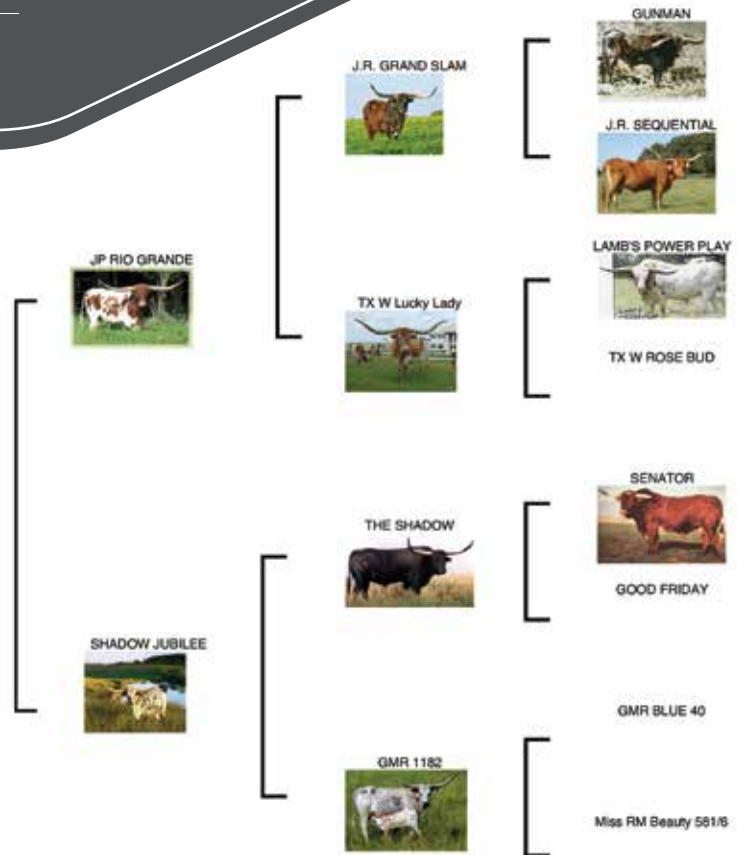 GUNMAN
J.R. GRAND SLAM
J.R. SEQUENTIAL
LAMB'S POWER PLAY
JP RIO GRANDE
TX W Lucky Lady
TX W ROSE BUD
SENATOR
THE SHADOW
GOOD FRIDAY
SHADOW JUBILEE
GMR BLUE 40
GMR 1182
Miss RM Beauty 581/6